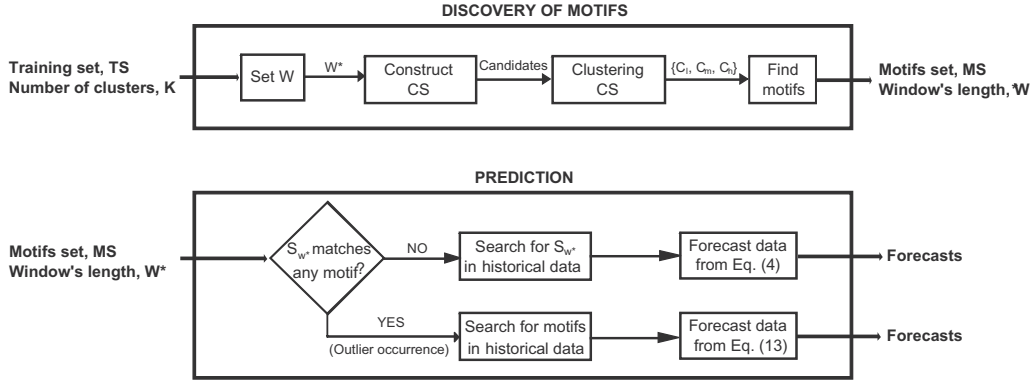 DISCOVERY OF MOTIFS
Training set, TS
Number of clusters, K
Set W
W*
Construct
CS
Candidates
Clustering
CS
{Cl, Cm, Ch}
Find
motifs
Motifs set, MS
Window's length, W*
PREDICTION
Motifs set, MS
Window's length, W*
Sw* matches
any motif?
NO
Search for Sw*
in historical data
Forecast data
from Eq. (4)
Forecasts
YES
(Outlier occurrence)
Search for motifs
in historical data
Forecast data
from Eq. (13)
Forecasts